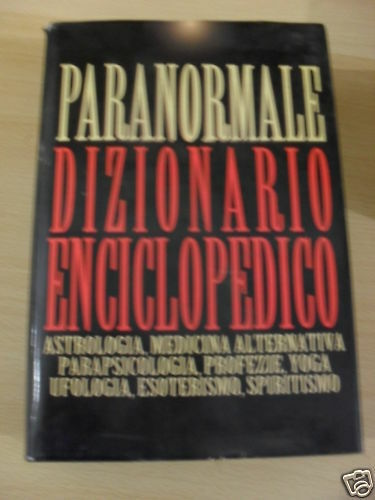 PARANORMALE
DIZIONARIO
ENCICLOPEDICO
ASTROLOGIA, MEDICINA ALTERNATIVA
PARAPSICOLOGIA, PROFEZIE, YOGA
UFOLOGIA, ESOTERISMO, SPIRITISMO